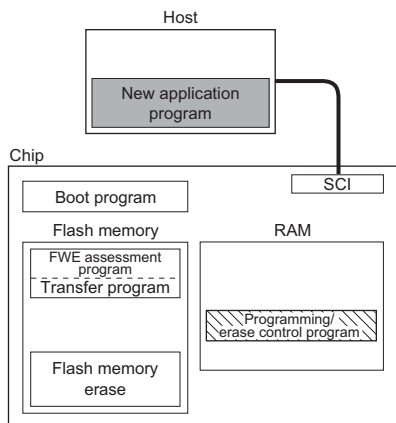 Host
New application
program
Chip
SCI
Boot program
Flash memory
RAM
FWE assessment
program
Transfer program
Programming/
erase control program
Flash memory
erase